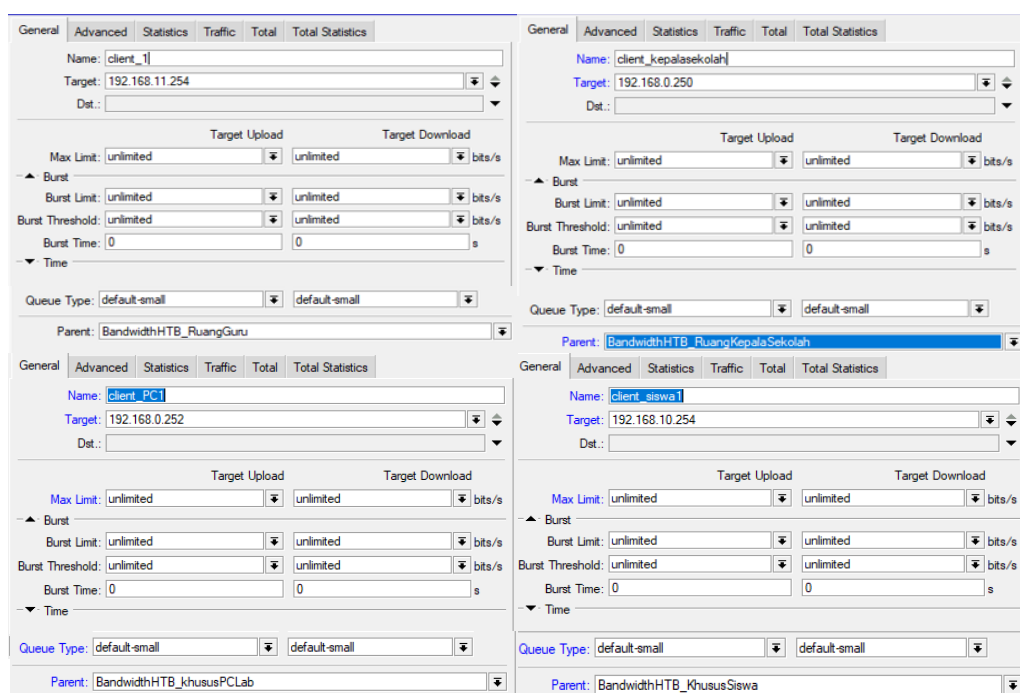 General Advanced Statistics Traffic Total Total Statistics
Name: client_1
Target: 192.168.11.254
Dst.:
Target Upload Target Download
Max Limit: unlimited unlimited bits/s
Burst
Burst Limit: unlimited unlimited bits/s
Burst Threshold: unlimited unlimited bits/s
Burst Time: 0 0 s
Time
Queue Type: default-small default-small
Parent: BandwidthHTB_RuangGuru
General Advanced Statistics Traffic Total Total Statistics
Name: client_kepalasekolah
Target: 192.168.0.250
Dst.:
Target Upload Target Download
Max Limit: unlimited unlimited bits/s
Burst
Burst Limit: unlimited unlimited bits/s
Burst Threshold: unlimited unlimited bits/s
Burst Time: 0 0 s
Time
Queue Type: default-small default-small
Parent: BandwidthHTB_RuangKepalaSekolah
General Advanced Statistics Traffic Total Total Statistics
Name: client_PC1
Target: 192.168.0.252
Dst.:
Target Upload Target Download
Max Limit: unlimited unlimited bits/s
Burst
Burst Limit: unlimited unlimited bits/s
Burst Threshold: unlimited unlimited bits/s
Burst Time: 0 0 s
Time
Queue Type: default-small default-small
Parent: BandwidthHTB_khususPCLab
General Advanced Statistics Traffic Total Total Statistics
Name: client_siswa1
Target: 192.168.10.254
Dst.:
Target Upload Target Download
Max Limit: unlimited unlimited bits/s
Burst
Burst Limit: unlimited unlimited bits/s
Burst Threshold: unlimited unlimited bits/s
Burst Time: 0 0 s
Time
Queue Type: default-small default-small
Parent: BandwidthHTB_KhususSiswa